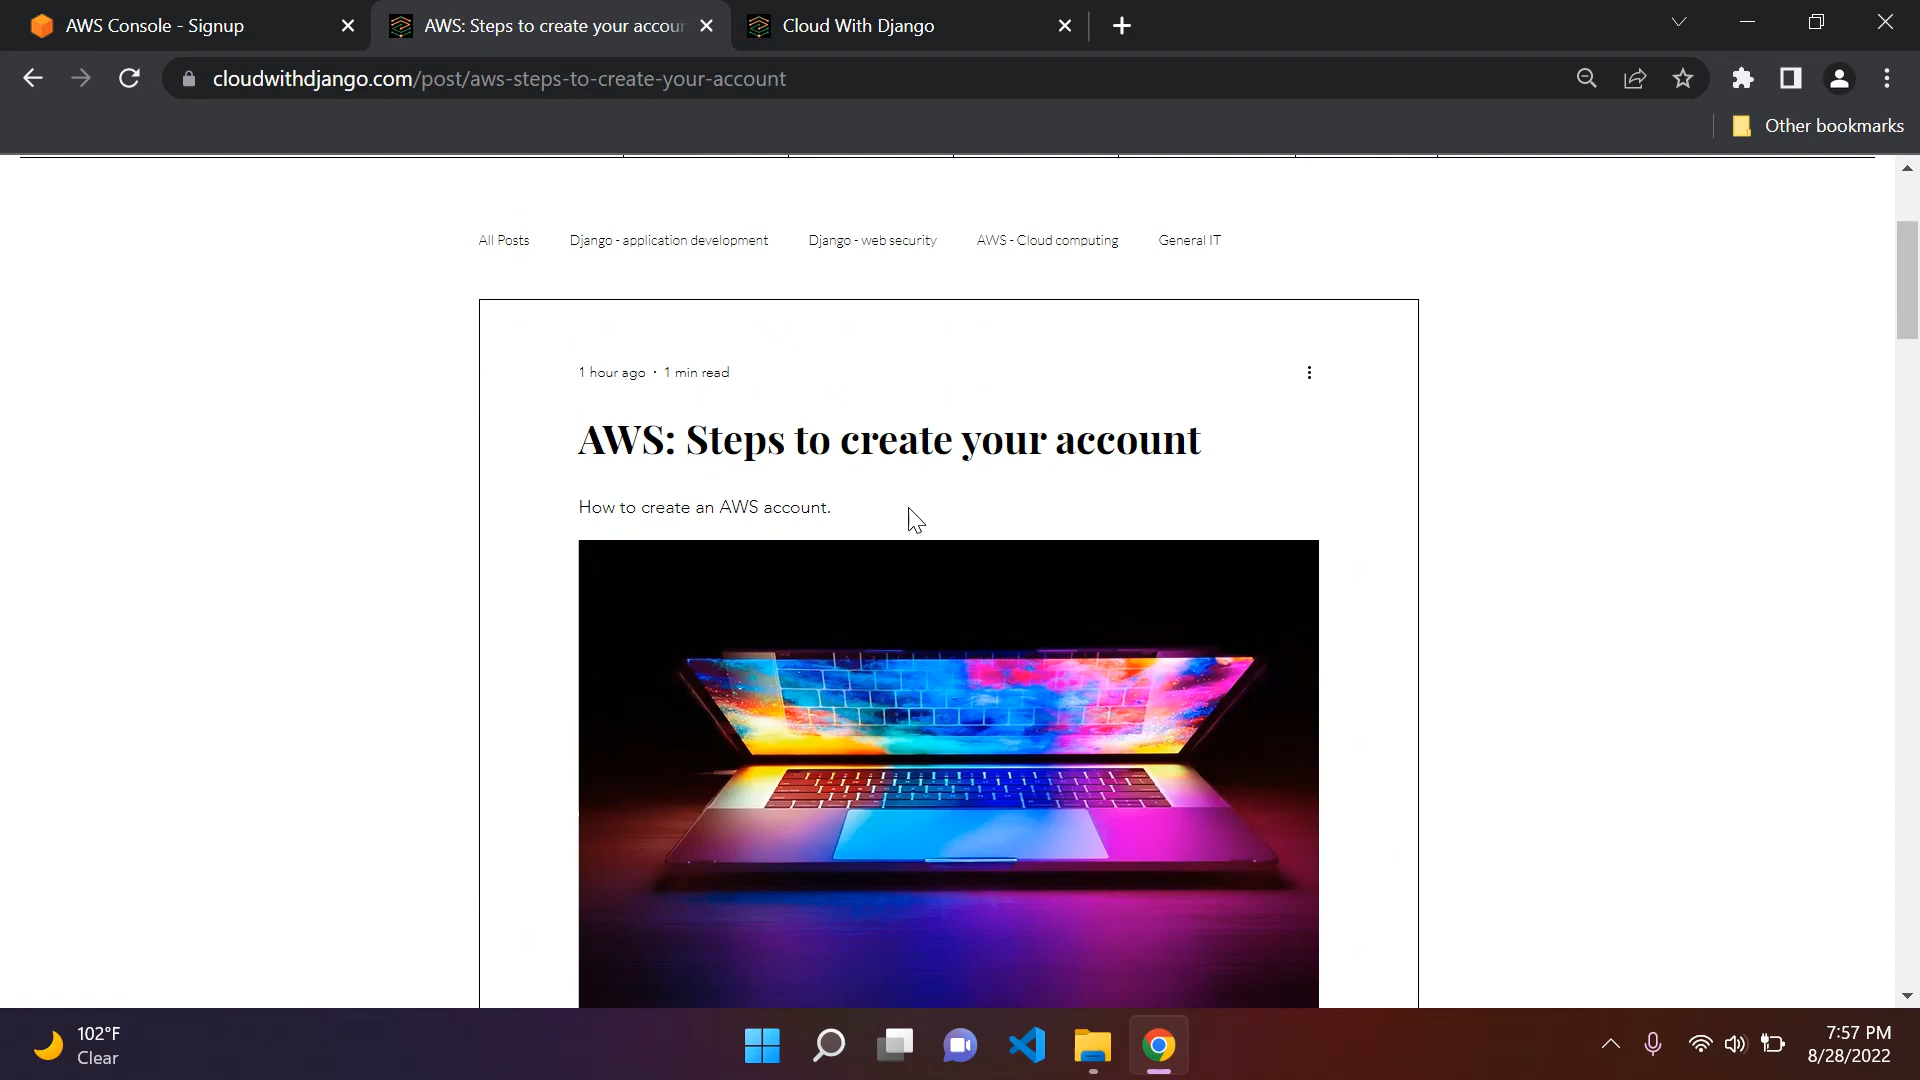 AWS Console - Signup
AWS: Steps to create your accour
Cloud With Django
cloudwithdjango.com/post/aws-steps-to-create-your-account
Other bookmarks
All Posts
Django - application development
Django - web security
AWS - Cloud computing
General IT
1 hour ago · 1 min read
AWS: Steps to create your account
How to create an AWS account.
102°F
Clear
7:57 PM
8/28/2022